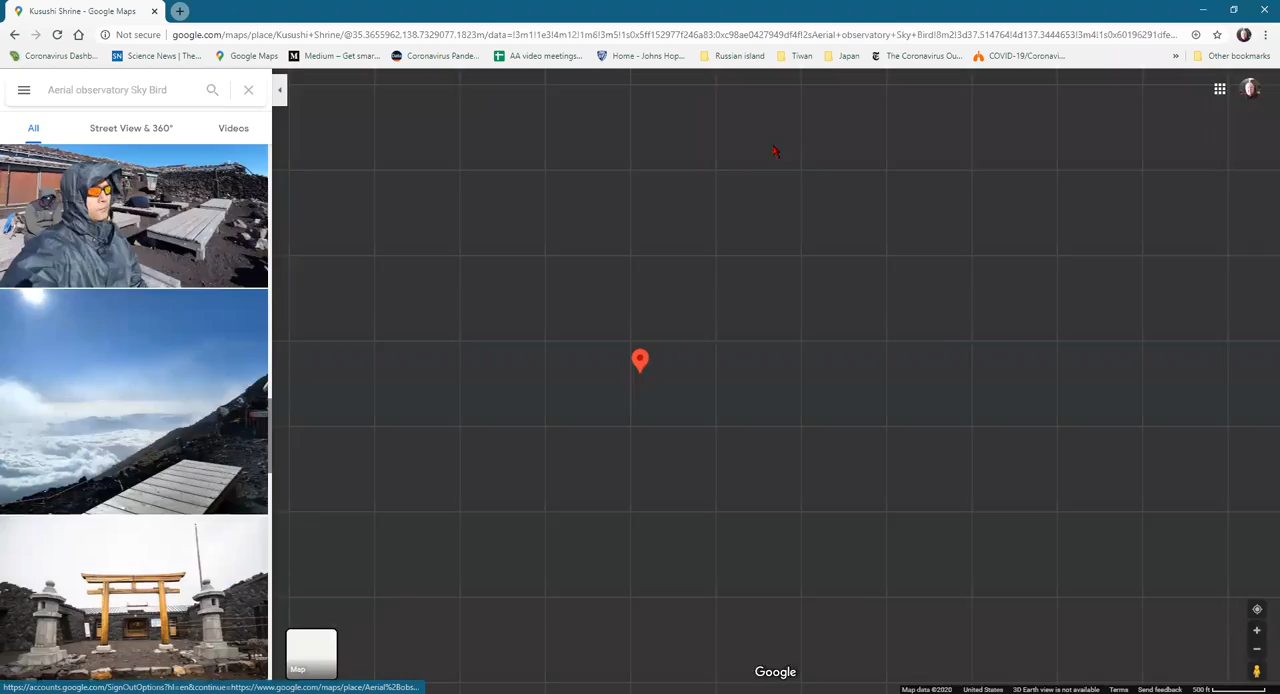 Kusushi Shrine - Google Maps
Not secure
google.com/maps/place/Kusushi+Shrine/@35.3655962,138.7329077,1823m/data=!3m1!1e3!4m12!1m6!3m5!1s0x5ff152977f246a83:0xc98ae0427949df4f!2sAerial+observatory+Sky+Bird!8m2!3d37.514764!4d137.3444653!3m4!1s0x60196291dfe...
Coronavirus Dashb...
Science News | The...
Google Maps
Medium – Get smar...
Coronavirus Pande...
AA video meetings...
Home - Johns Hop...
Russian island
Tiwan
Japan
The Coronavirus Ou...
COVID-19/Coronavi...
»
Other bookmarks
Aerial observatory Sky Bird
All
Street View & 360°
Videos
Map
Google
https://accounts.google.com/SignOutOptions?hl=en&continue=https://www.google.com/maps/place/Aerial%2Bobs...
Map data ©2020
United States
3D Earth view is not available
Terms
Send feedback
500 ft